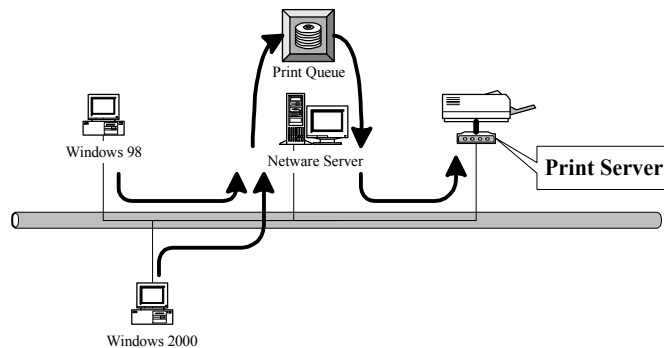 Print Queue
Windows 98
Netware Server
Print Server
Windows 2000